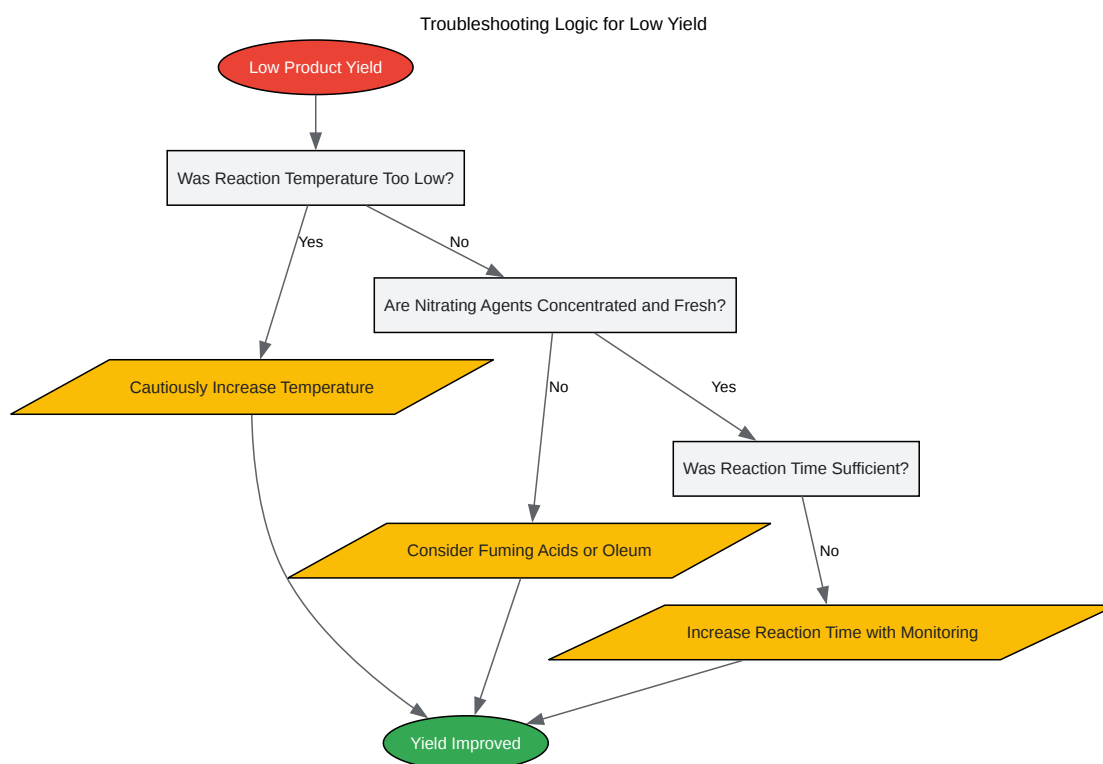 Troubleshooting Logic for Low Yield
Low Product Yield
Was Reaction Temperature Too Low?
Yes
No
Are Nitrating Agents Concentrated and Fresh?
Cautiously Increase Temperature
No
Yes
Was Reaction Time Sufficient?
Consider Fuming Acids or Oleum
No
Increase Reaction Time with Monitoring
Yield Improved